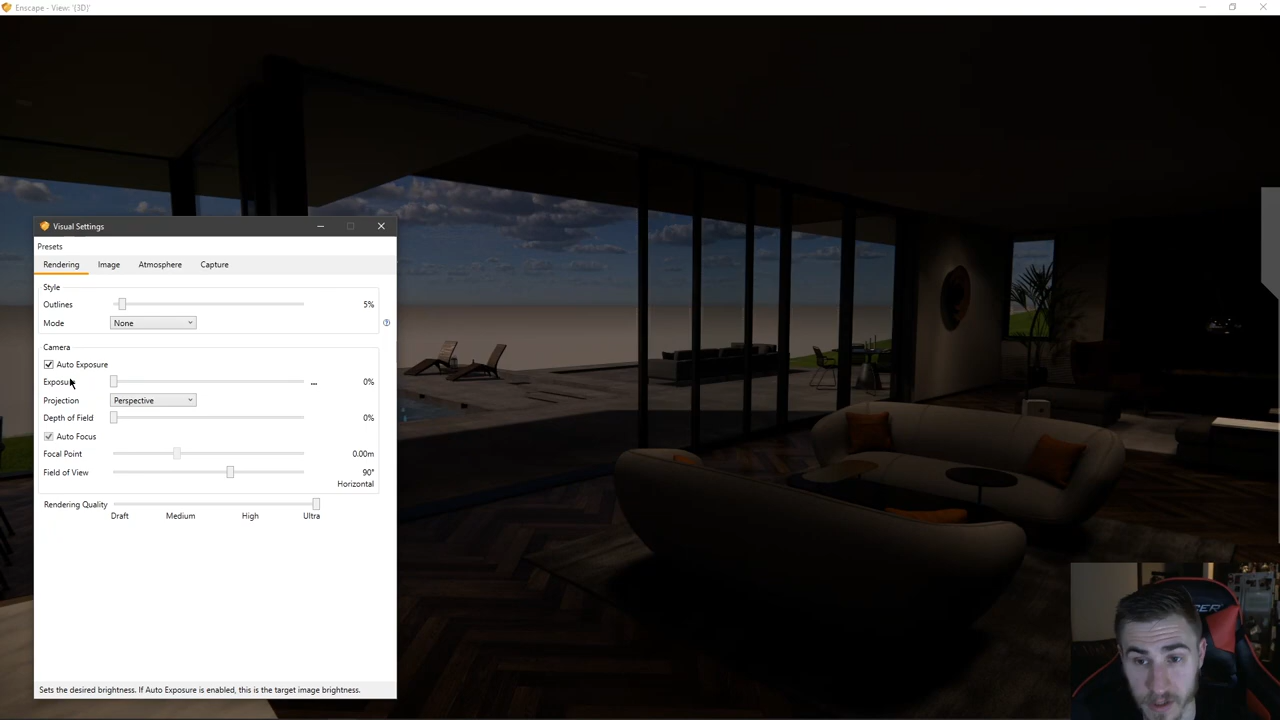 Enscape - View: '{3D}'
Visual Settings
Presets
Rendering Image Atmosphere Capture
Style
Outlines 5%
Mode None
Camera
Auto Exposure
Exposure ... 0%
Projection Perspective
Depth of Field 0%
Auto Focus
Focal Point 0.00m
Field of View 90°
Horizontal
Rendering Quality
Draft Medium High Ultra
Sets the desired brightness. If Auto Exposure is enabled, this is the target image brightness.